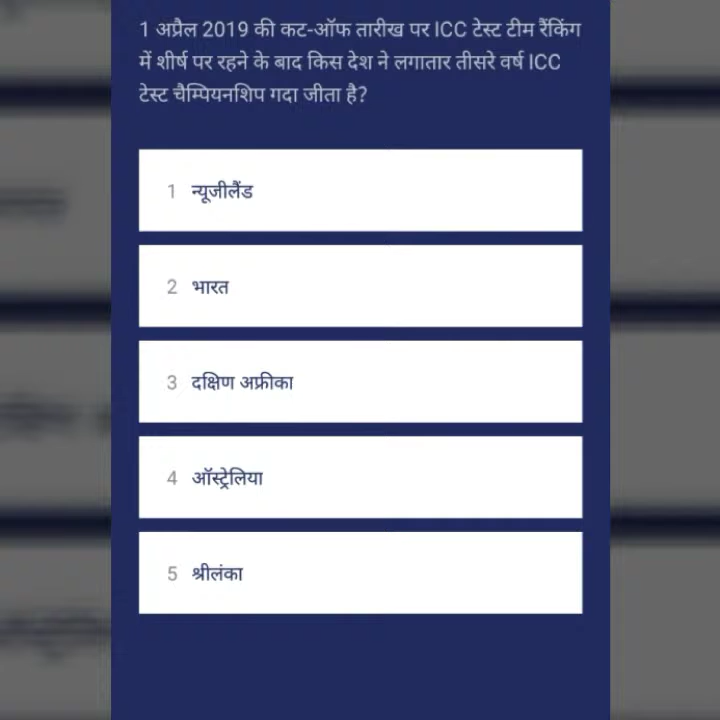 1 अप्रैल 2019 की कट-ऑफ तारीख पर ICC टेस्ट टीम रैंकिंग
में शीर्ष पर रहने के बाद किस देश ने लगातार तीसरे वर्ष ICC
टेस्ट चैम्पियनशिप गदा जीता है?
1 न्यूजीलैंड
2 भारत
3 दक्षिण अफ्रीका
4 ऑस्ट्रेलिया
5 श्रीलंका